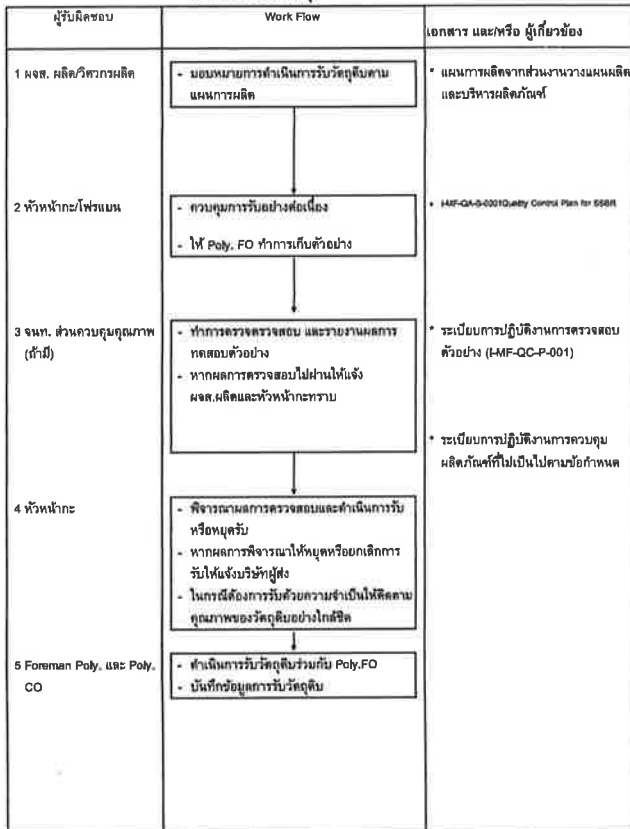 ผู้รับผิดชอบ
Work Flow
เอกสาร และ/หรือ ผู้เกี่ยวข้อง
1 ผจส. ผลิต/วิศวกรผลิต
- มอบหมายการดำเนินการรับวัตถุดิบตาม
แผนการผลิต
* แผนการผลิตจากส่วนงานวางแผนผลิต
และบริหารผลิตภัณฑ์
2 หัวหน้ากะ/โฟร์แมน
- ควบคุมการรับอย่างต่อเนื่อง
- ให้ Poly. FO ทำการเก็บตัวอย่าง
* I-MF-QA-S-0001Quality Control Plan for SSBR
3 จนท. ส่วนควบคุมคุณภาพ
(ถ้ามี)
- ทำการตรวจตรวจสอบ และรายงานผลการ
ทดสอบตัวอย่าง
- หากผลการตรวจสอบไม่ผ่านให้แจ้ง
ผจส.ผลิตและหัวหน้ากะทราบ
* ระเบียบการปฏิบัติงานการตรวจสอบ
ตัวอย่าง (I-MF-QC-P-001)
* ระเบียบการปฏิบัติงานการควบคุม
ผลิตภัณฑ์ที่ไม่เป็นไปตามข้อกำหนด
4 หัวหน้ากะ
- พิจารณาผลการตรวจสอบและดำเนินการรับ
หรือหยุดรับ
- หากผลการพิจารณาให้หยุดหรือยกเลิกการ
รับให้แจ้งบริษัทผู้ส่ง
- ในกรณีต้องการรับด้วยความจำเป็นให้ติดตาม
คุณภาพของวัตถุดิบอย่างใกล้ชิด
5 Foreman Poly. และ Poly.
CO
- ดำเนินการรับวัตถุดิบร่วมกับ Poly.FO
- บันทึกข้อมูลการรับวัตถุดิบ